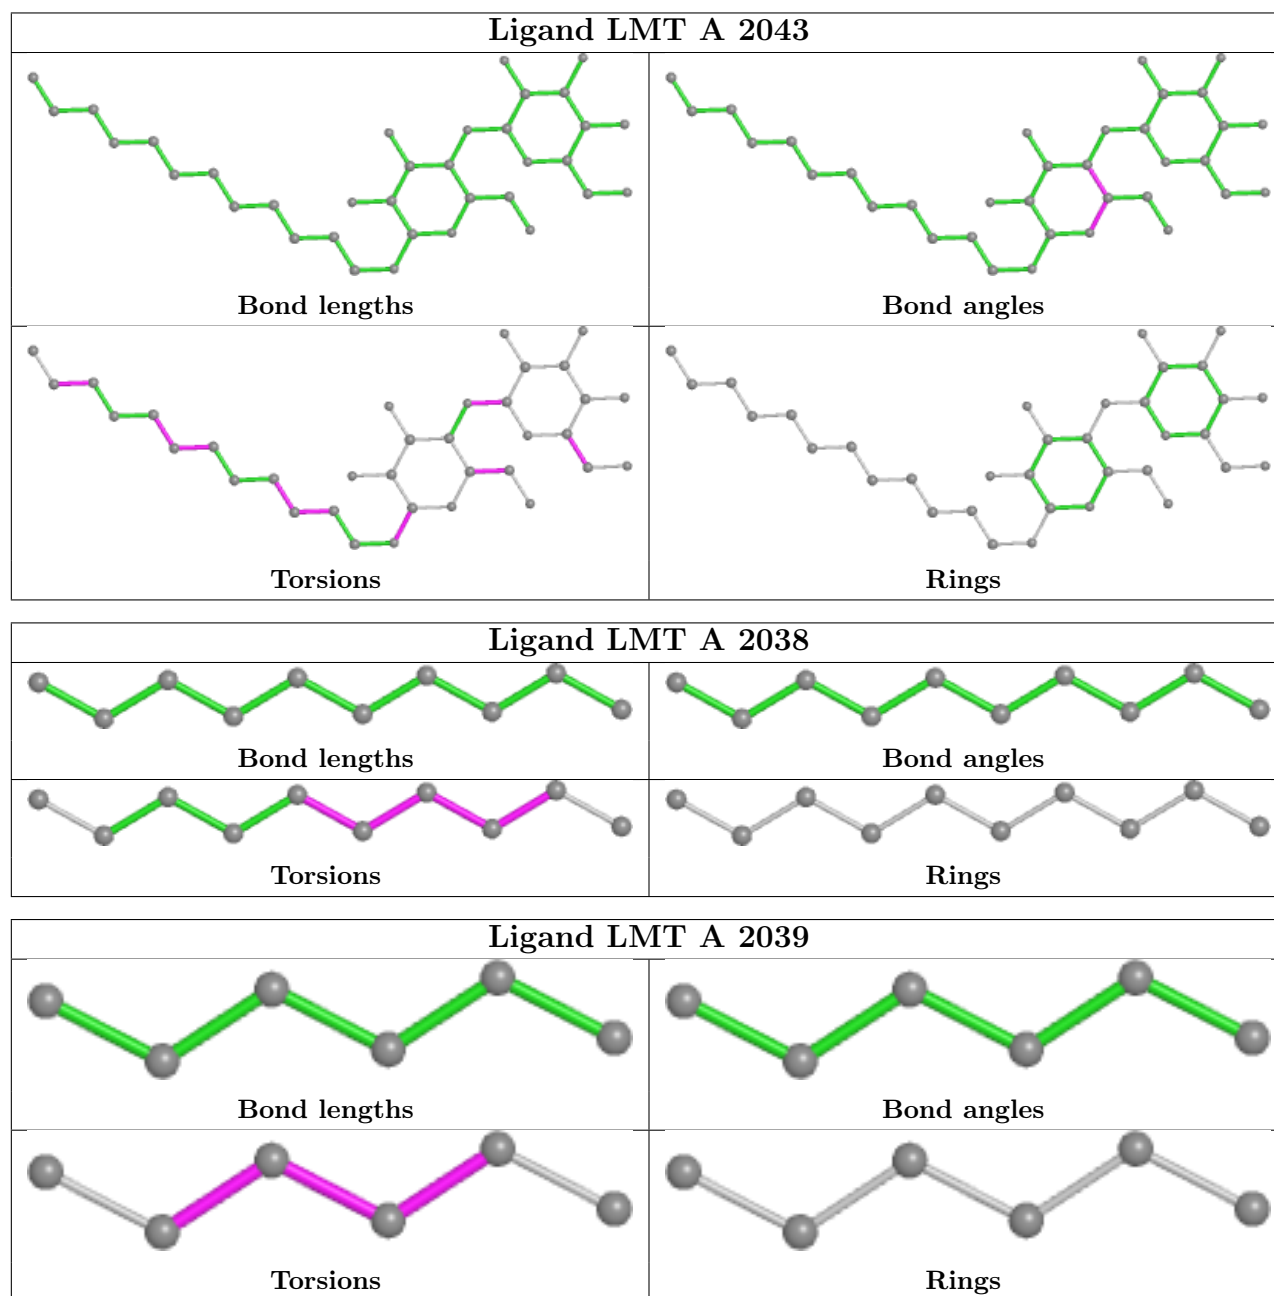 Ligand LMT A 2043
Bond lengths
Bond angles
Torsions
Rings
Ligand LMT A 2038
Bond lengths
Bond angles
Torsions
Rings
Ligand LMT A 2039
Bond lengths
Bond angles
Torsions
Rings